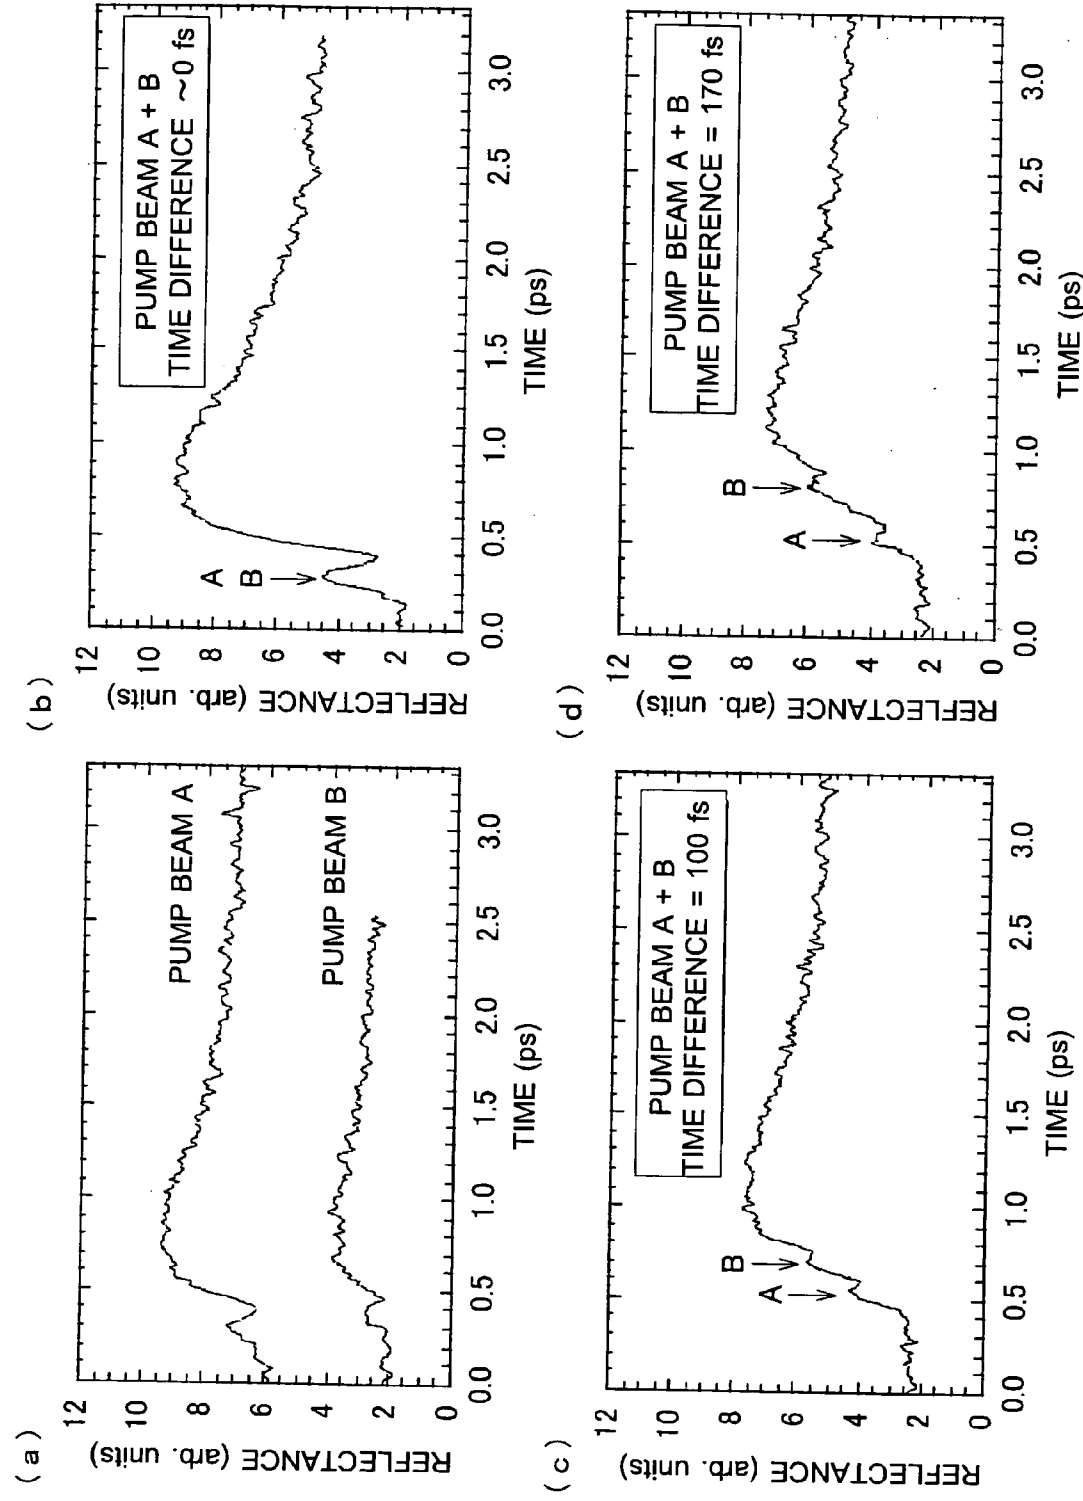 ( a )
REFLECTANCE (arb. units)
12
10
8
6
4
2
0
PUMP BEAM A
PUMP BEAM B
0.0 0.5 1.0 1.5 2.0 2.5 3.0
TIME (ps)
( b )
REFLECTANCE (arb. units)
12
10
8
6
4
2
0
PUMP BEAM A + B
TIME DIFFERENCE ~0 fs
A
B
0.0 0.5 1.0 1.5 2.0 2.5 3.0
TIME (ps)
( c )
REFLECTANCE (arb. units)
12
10
8
6
4
2
0
PUMP BEAM A + B
TIME DIFFERENCE = 100 fs
A
B
0.0 0.5 1.0 1.5 2.0 2.5 3.0
TIME (ps)
( d )
REFLECTANCE (arb. units)
12
10
8
6
4
2
0
PUMP BEAM A + B
TIME DIFFERENCE = 170 fs
A
B
0.0 0.5 1.0 1.5 2.0 2.5 3.0
TIME (ps)